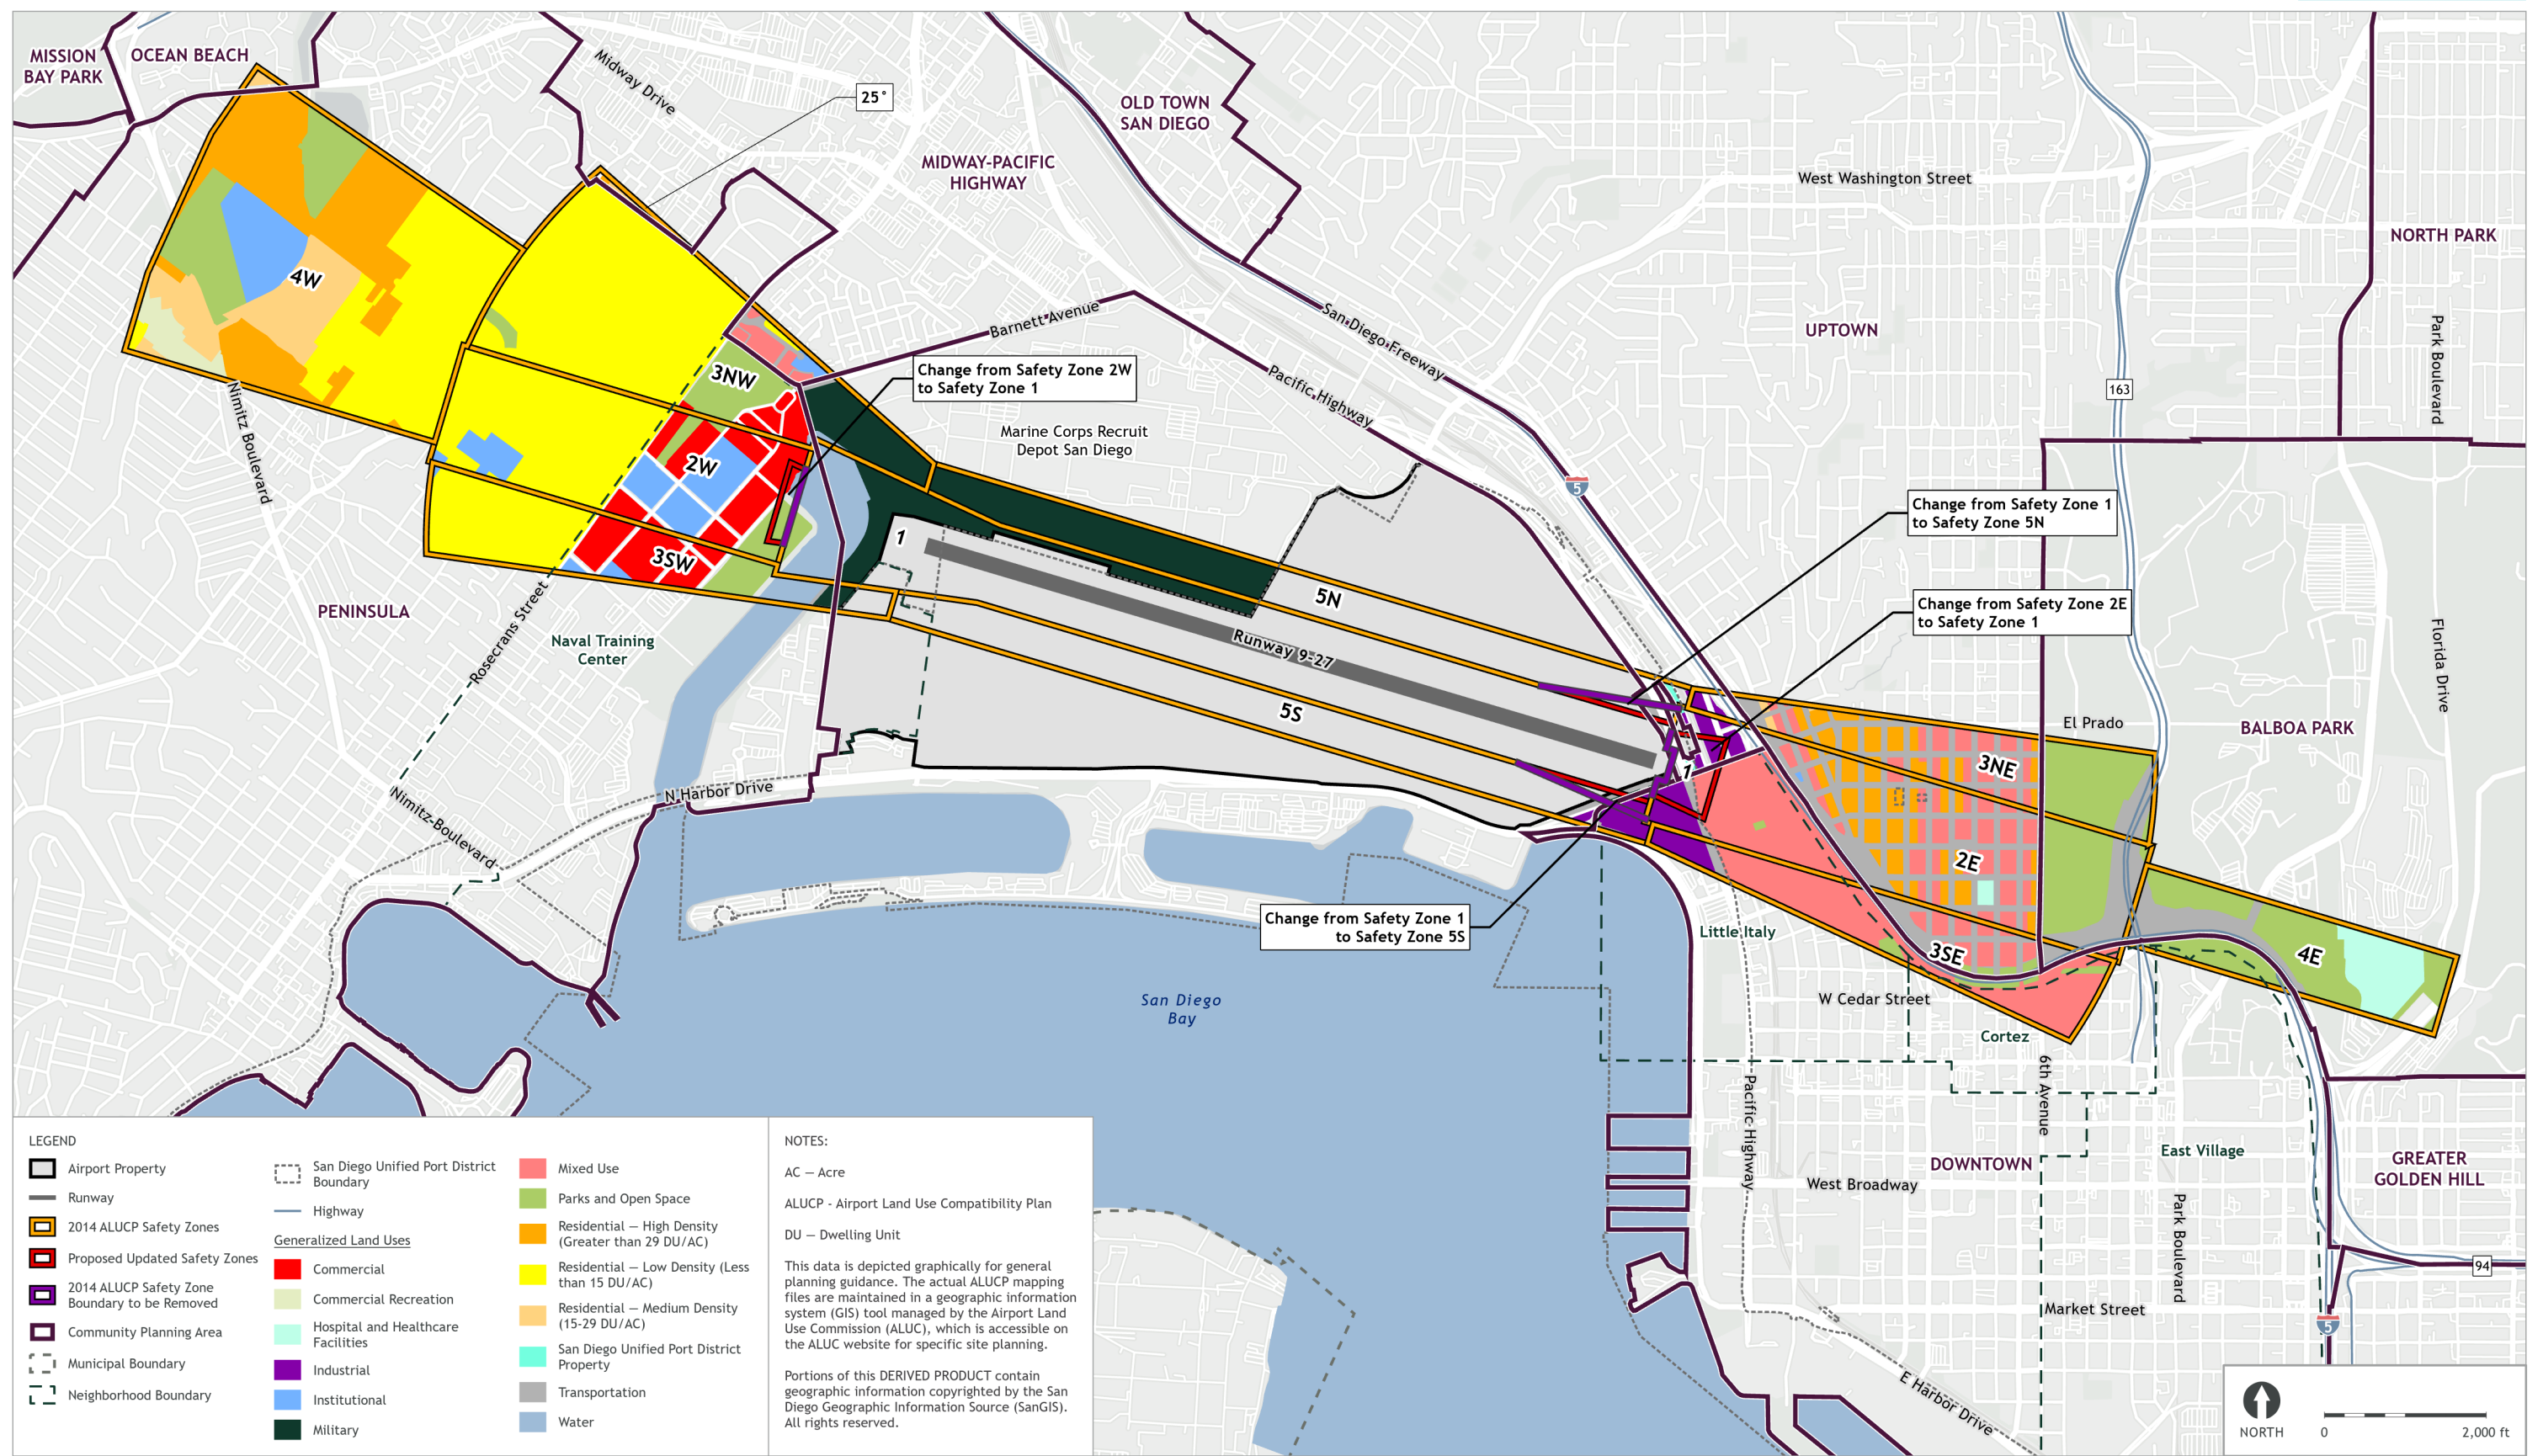 MISSION
BAY PARK
OCEAN BEACH
Midway Drive
25°
OLD TOWN
SAN DIEGO
MIDWAY-PACIFIC
HIGHWAY
West Washington Street
NORTH PARK
4W
Barnett Avenue
San Diego Freeway
UPTOWN
Park Boulevard
3NW
Change from Safety Zone 2W
to Safety Zone 1
Pacific Highway
163
Nimitz Boulevard
Marine Corps Recruit
Depot San Diego
2W
5
Change from Safety Zone 1
to Safety Zone 5N
1
3SW
PENINSULA
5N
Change from Safety Zone 2E
to Safety Zone 1
Rosecrans Street
Naval Training
Center
Runway 9-27
Florida Drive
5S
El Prado
BALBOA PARK
3NE
1
N Harbor Drive
Nimitz Boulevard
2E
Change from Safety Zone 1
to Safety Zone 5S
Little Italy
3SE
4E
San Diego
Bay
W Cedar Street
Cortez
6th Avenue
Pacific Highway
East Village
DOWNTOWN
GREATER
GOLDEN HILL
West Broadway
Park Boulevard
94
Market Street
5
E Harbor Drive
LEGEND
Airport Property
Runway
2014 ALUCP Safety Zones
Proposed Updated Safety Zones
2014 ALUCP Safety Zone
Boundary to be Removed
Community Planning Area
Municipal Boundary
Neighborhood Boundary
San Diego Unified Port District
Boundary
Highway
Generalized Land Uses
Commercial
Commercial Recreation
Hospital and Healthcare
Facilities
Industrial
Institutional
Military
Mixed Use
Parks and Open Space
Residential — High Density
(Greater than 29 DU/AC)
Residential — Low Density (Less
than 15 DU/AC)
Residential — Medium Density
(15-29 DU/AC)
San Diego Unified Port District
Property
Transportation
Water
NOTES:
AC — Acre
ALUCP - Airport Land Use Compatibility Plan
DU — Dwelling Unit
This data is depicted graphically for general
planning guidance. The actual ALUCP mapping
files are maintained in a geographic information
system (GIS) tool managed by the Airport Land
Use Commission (ALUC), which is accessible on
the ALUC website for specific site planning.
Portions of this DERIVED PRODUCT contain
geographic information copyrighted by the San
Diego Geographic Information Source (SanGIS).
All rights reserved.
NORTH
0
2,000 ft